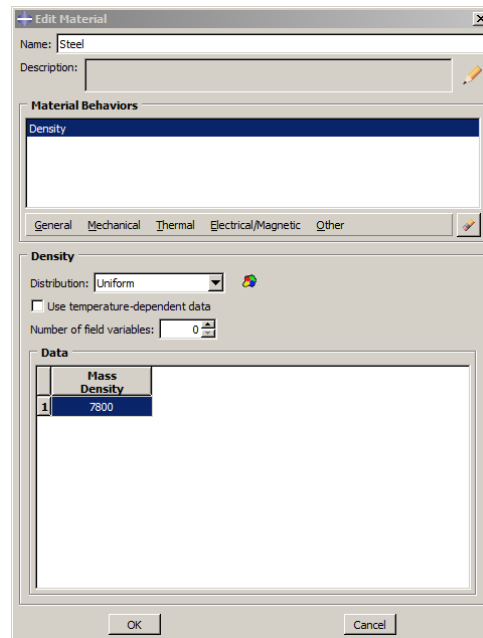 Edit Material
Name: Steel
Description:
Material Behaviors
Density
General Mechanical Thermal Electrical/Magnetic Other
Density
Distribution: Uniform
Use temperature-dependent data
Number of field variables: 0
Data
Mass
Density
1 7800
OK Cancel